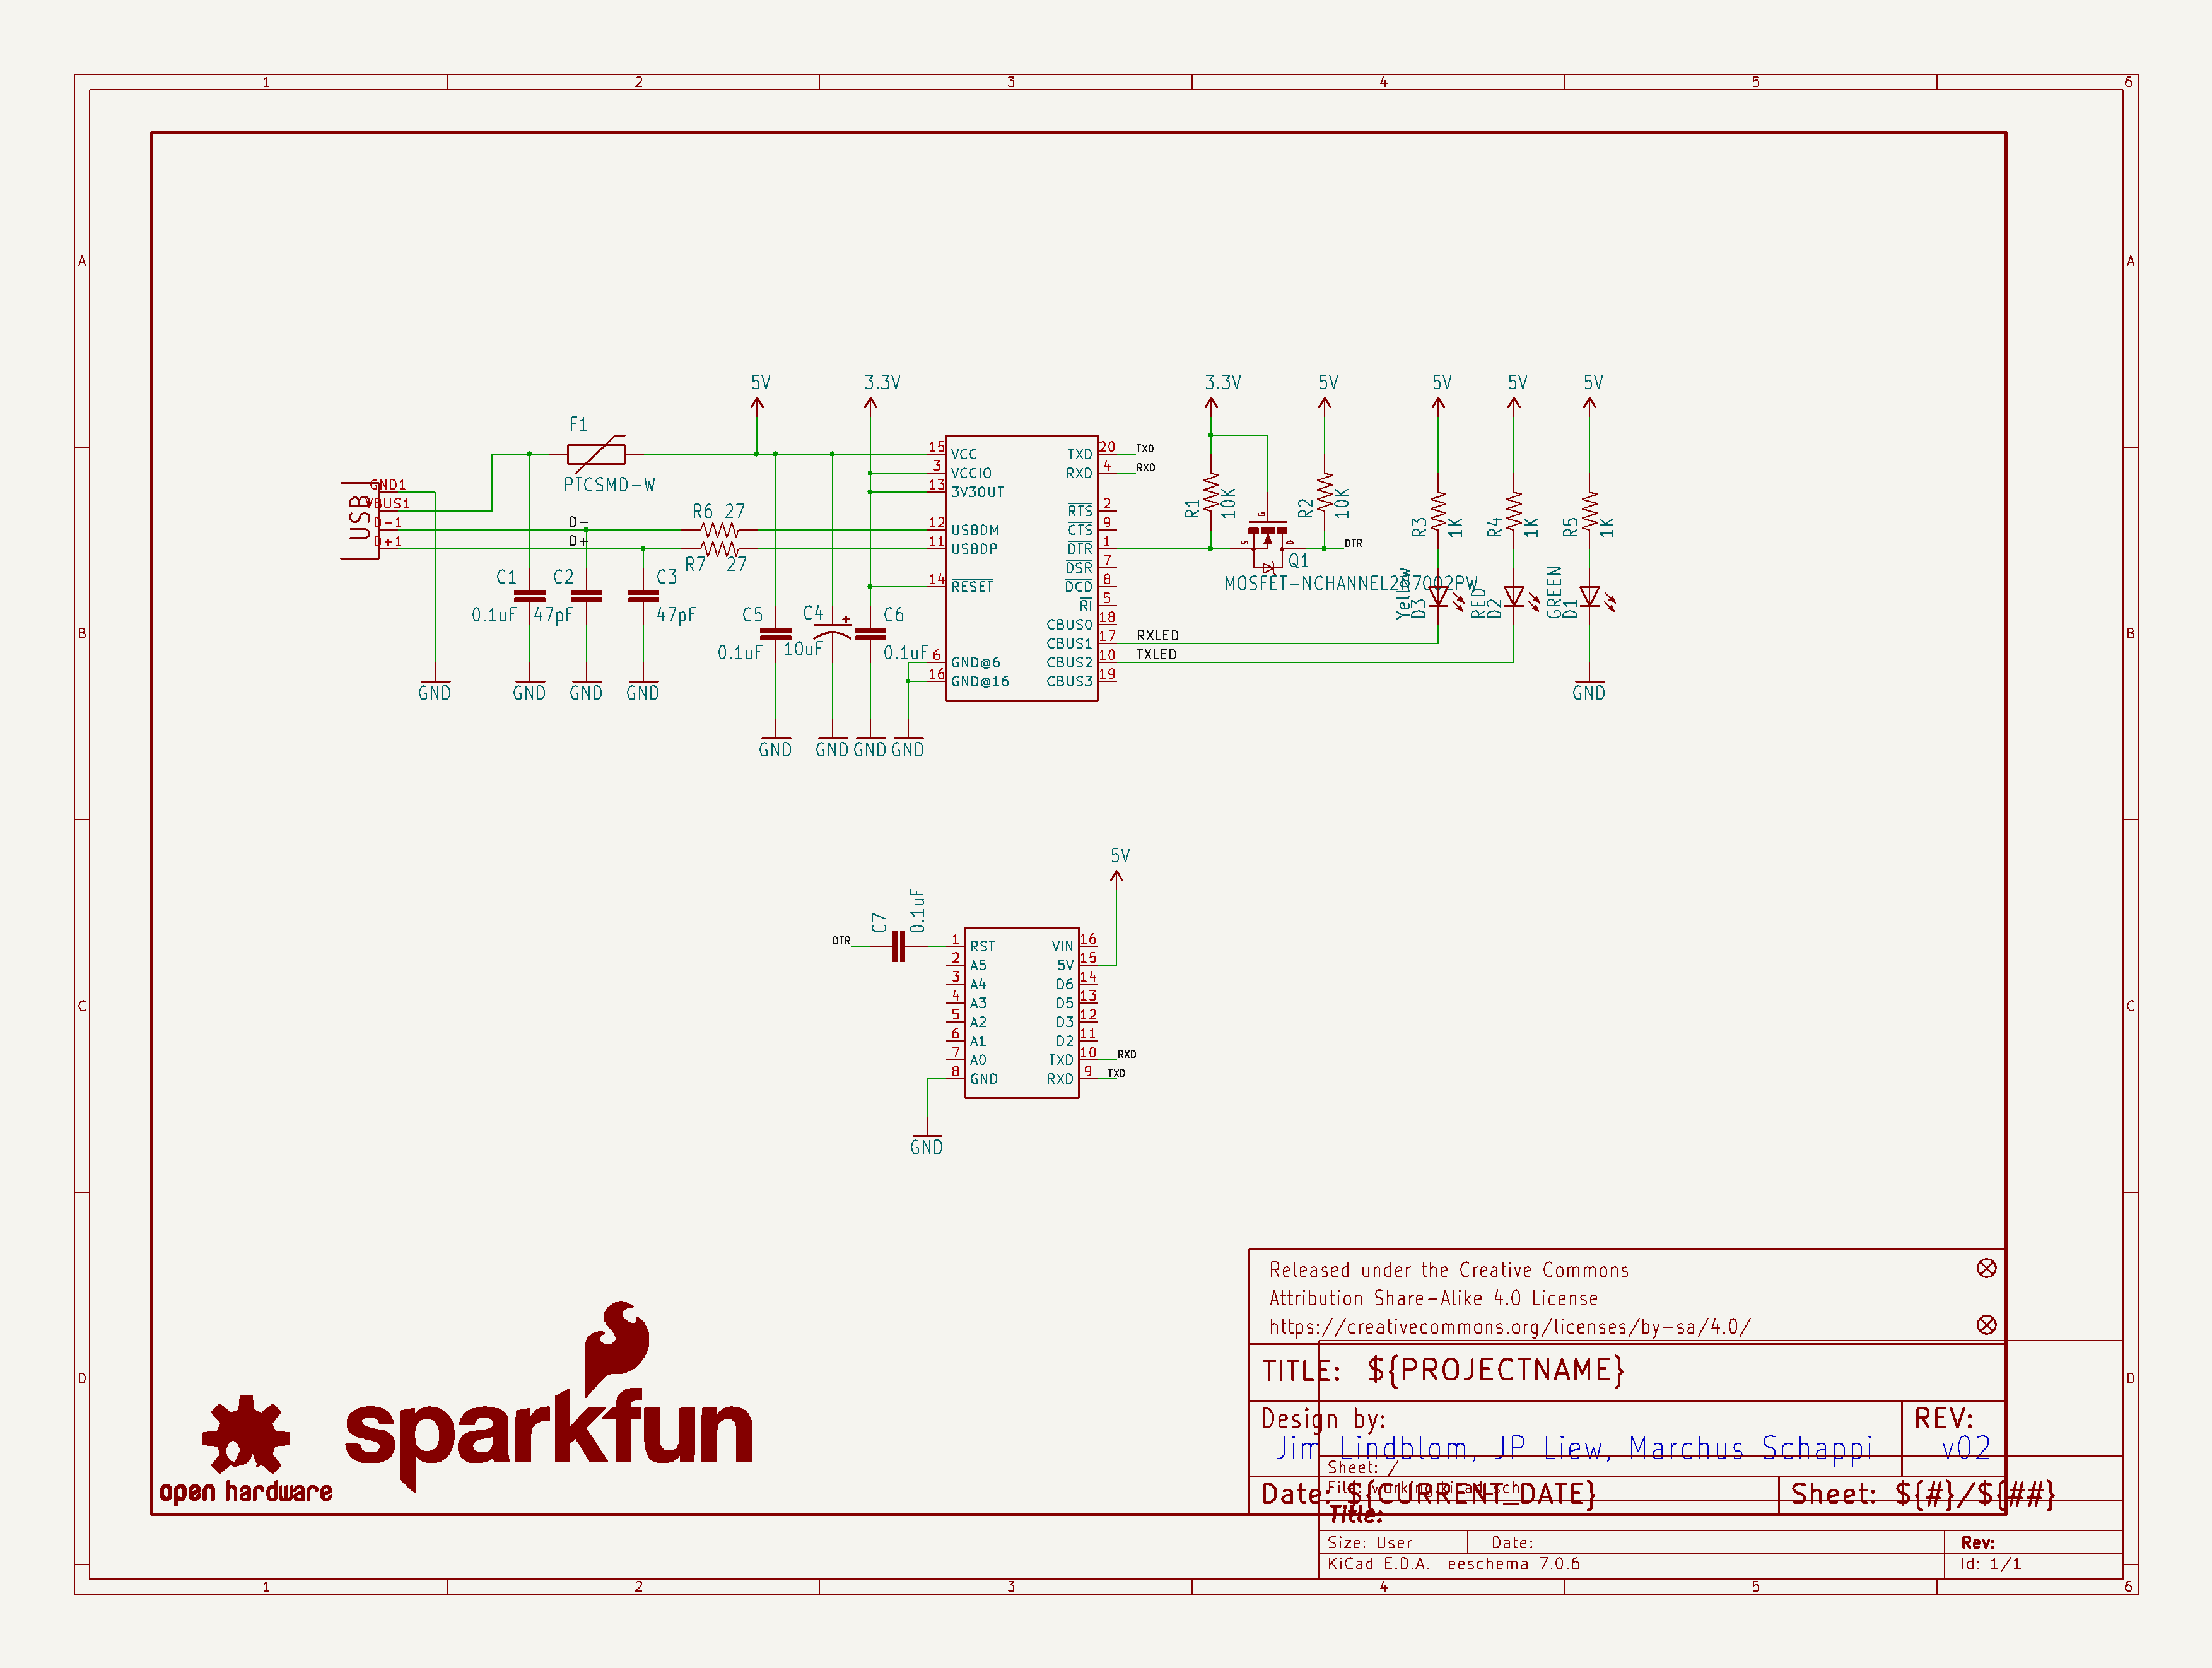 1 2 3 4 5 6
A A
B B
C C
D D
5V 3.3V 3.3V 5V 5V 5V 5V
F1
PTCSMD-W
USB
GND1
VBUS1
D-1
D+1
D-
D+
R6 27
R7 27
C1
0.1uF
C2
47pF
C3
47pF
C5
0.1uF
C4
10uF
+
C6
0.1uF
GND GND GND GND
GND GND GND GND
15 VCC
3 VCCIO
13 3V3OUT
12 USBDM
11 USBDP
14 RESET
6 GND@6
16 GND@16
TXD 20 TXD
RXD 4 RXD
RTS 2
CTS 9
DTR 1
DSR 7
DCD 8
RI 5
CBUS0 18
CBUS1 17 RXLED
CBUS2 10 TXLED
CBUS3 19
R1
10K
G
S
D
Q1
MOSFET-NCHANNEL2N7002PW
R2
10K
DTR
R3
1K
R4
1K
R5
1K
Yellow
D3
RED
D2
GREEN
D1
GND
5V
DTR
C7
0.1uF
1 RST VIN 16
2 A5 5V 15
3 A4 D6 14
4 A3 D5 13
5 A2 D3 12
6 A1 D2 11
7 A0 TXD 10 RXD
8 GND RXD 9 TXD
GND
Released under the Creative Commons
Attribution Share-Alike 4.0 License
https://creativecommons.org/licenses/by-sa/4.0/
TITLE: ${PROJECTNAME}
Design by:
Jim Lindblom, JP Liew, Marchus Schappi
REV:
v02
Sheet: /
File: working.kicad_sch
Date: ${CURRENT_DATE}
Sheet: ${#}/${##}
Title:
Size: User Date: Rev:
KiCad E.D.A. eeschema 7.0.6 Id: 1/1
open hardware
sparkfun
1 2 3 4 5 6